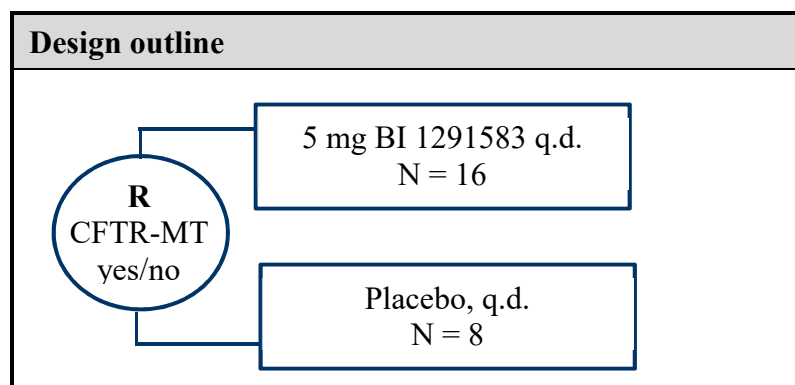 Design outline
5 mg BI 1291583 q.d.
N = 16
R
CFTR-MT
yes/no
Placebo, q.d.
N = 8